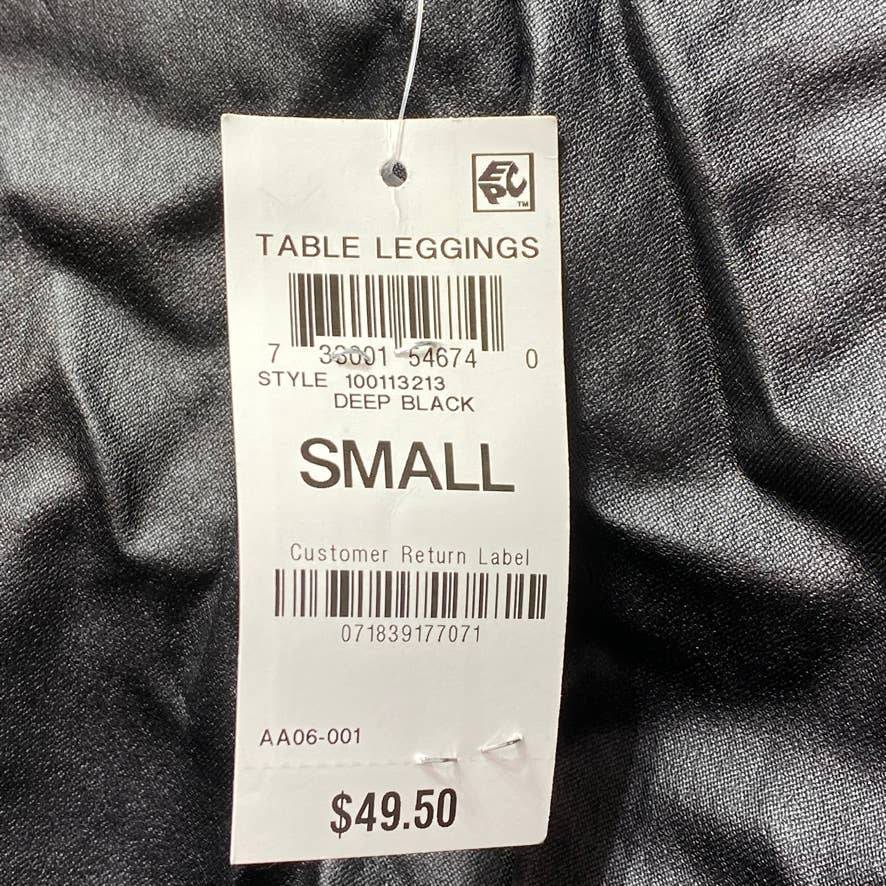 EPC
TM
TABLE LEGGINGS
7 33001 54674 0
STYLE 100113213
DEEP BLACK
SMALL
Customer Return Label
071839177071
AA06-001
$49.50